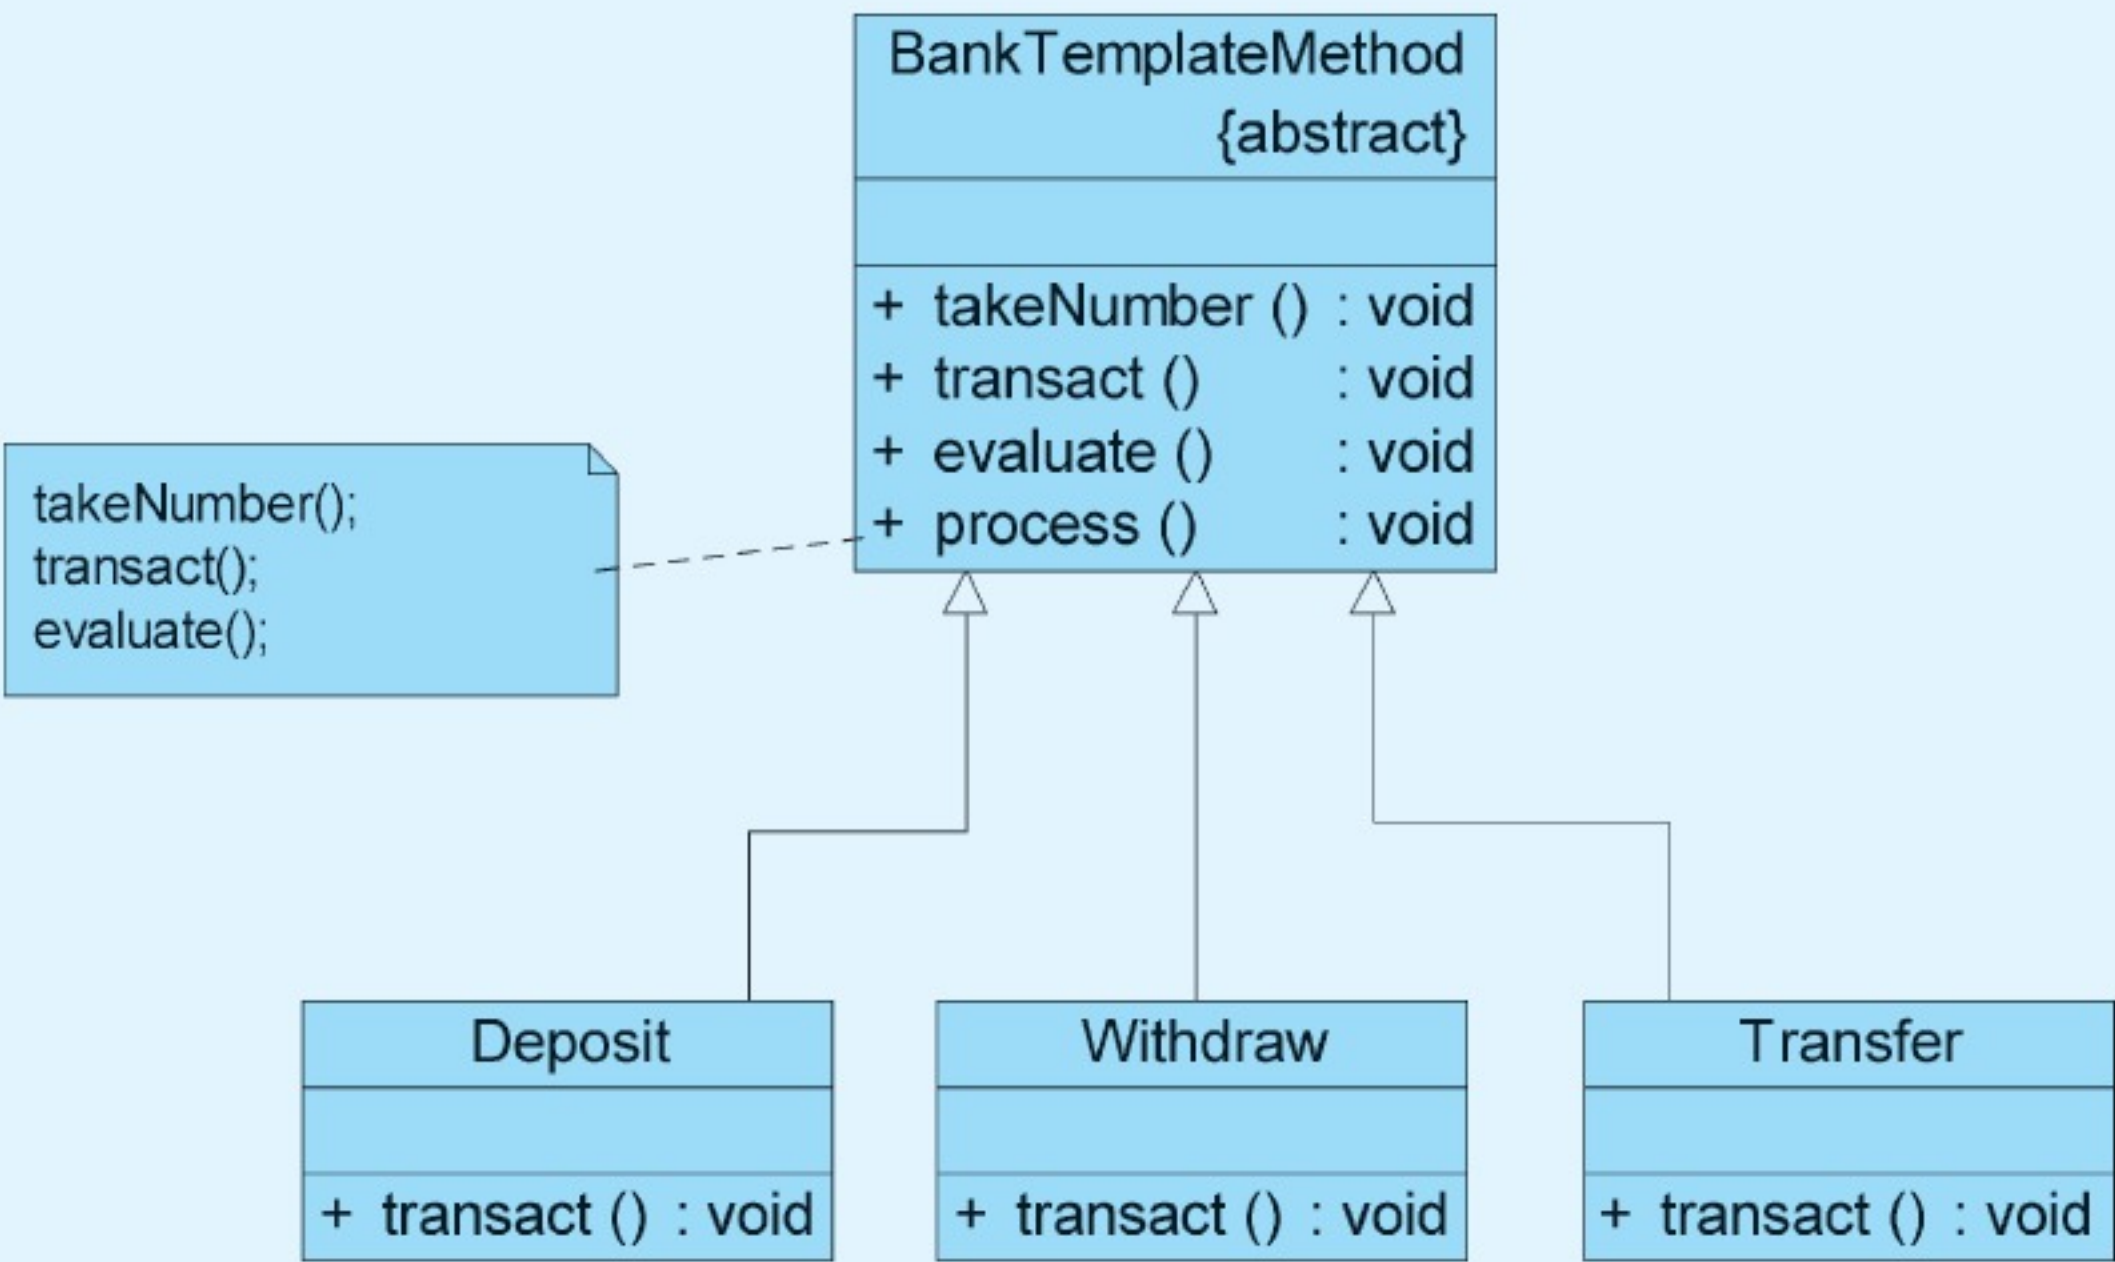 BankTemplateMethod
{abstract}
+ takeNumber () : void
+ transact () : void
+ evaluate () : void
+ process () : void
takeNumber();
transact();
evaluate();
Deposit
+ transact () : void
Withdraw
+ transact () : void
Transfer
+ transact () : void